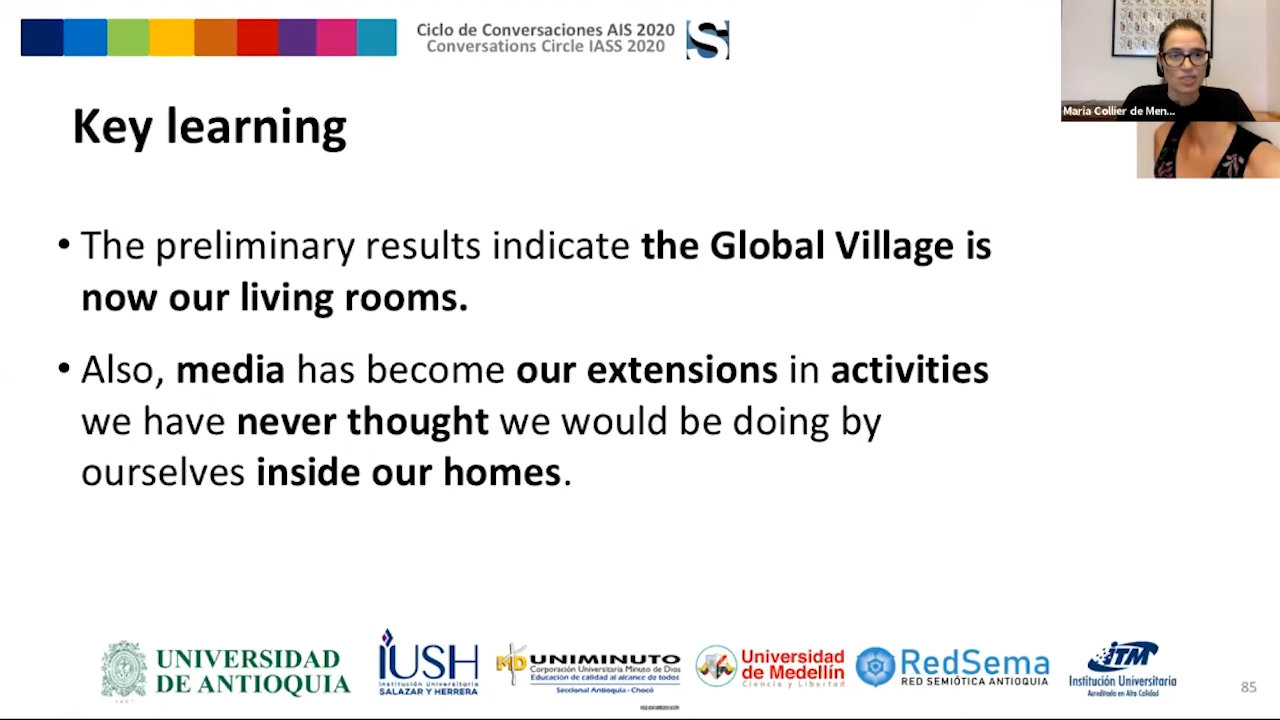 Ciclo de Conversaciones AIS 2020
Conversations Circle IASS 2020
S
Maria Collier de Men...
Key learning
• The preliminary results indicate the Global Village is
now our living rooms.
• Also, media has become our extensions in activities
we have never thought we would be doing by
ourselves inside our homes.
UNIVERSIDAD
DE ANTIOQUIA
IUSH
Institución Universitaria
SALAZAR Y HERRERA
MD UNIMINUTO
Corporación Universitaria Minuto de Dios
Educación de calidad al alcance de todos
Seccional Antioquia - Chocó
Universidad
de Medellín
Ciencia y Libertad
RedSema
RED SEMIÓTICA ANTIOQUIA
iTM
Institución Universitaria
Acreditada en Alta Calidad
85